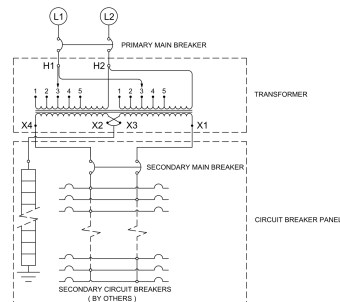 L1 L2
PRIMARY MAIN BREAKER
H1 H2
1 2 3 4 5 1 2 3 4 5
TRANSFORMER
X4 X2 X3 X1
SECONDARY MAIN BREAKER
CIRCUIT BREAKER PANEL
SECONDARY CIRCUIT BREAKERS
( BY OTHERS )